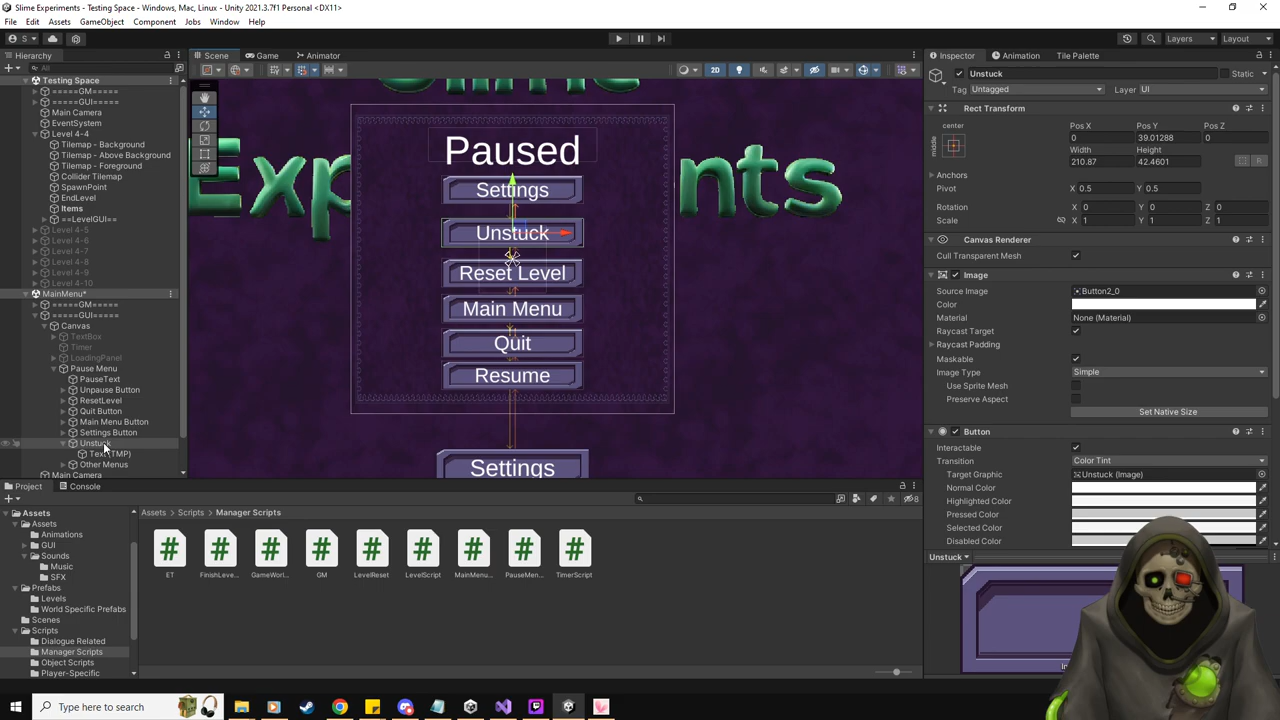 Slime Experiments - Testing Space - Windows, Mac, Linux - Unity 2021.3.7f1 Personal <DX11>
File Edit Assets GameObject Component Jobs Window Help
S Layers Layout
Hierarchy Scene Game Animator Inspector Animation Tile Palette
All 2D
Testing Space
=====GM=====
=====GUI=====
Main Camera
EventSystem
Level 4-4
Tilemap - Background
Tilemap - Above Background
Tilemap - Foreground
Collider Tilemap
SpawnPoint
EndLevel
Items
==LevelGUI==
Level 4-5
Level 4-6
Level 4-7
Level 4-8
Level 4-9
Level 4-10
MainMenu*
=====GM=====
=====GUI=====
Canvas
TextBox
Timer
LoadingPanel
Pause Menu
PauseText
Unpause Button
ResetLevel
Quit Button
Main Menu Button
Settings Button
Unstuck
Text (TMP)
Other Menus
Main Camera
Paused
Settings
Unstuck
Reset Level
Main Menu
Quit
Resume
Settings
Unstuck Static
Tag Untagged Layer UI
Rect Transform
center Pos X Pos Y Pos Z
middle 0 39.01288 0
Width Height
210.87 42.4601 R
Anchors
Pivot X 0.5 Y 0.5
Rotation X 0 Y 0 Z 0
Scale X 1 Y 1 Z 1
Canvas Renderer
Cull Transparent Mesh
Image
Source Image Button2_0
Color
Material None (Material)
Raycast Target
Raycast Padding
Maskable
Image Type Simple
Use Sprite Mesh
Preserve Aspect
Set Native Size
Button
Interactable
Transition Color Tint
Target Graphic Unstuck (Image)
Normal Color
Highlighted Color
Pressed Color
Selected Color
Disabled Color
Unstuck
Project Console
8
Assets
Assets
Animations
GUI
Sounds
Music
SFX
Prefabs
Levels
World Specific Prefabs
Scenes
Scripts
Dialogue Related
Manager Scripts
Object Scripts
Player-Specific
Assets > Scripts > Manager Scripts
ET FinishLeve... GameWorl... GM LevelReset LevelScript MainMenu... PauseMen... TimerScript
Type here to search